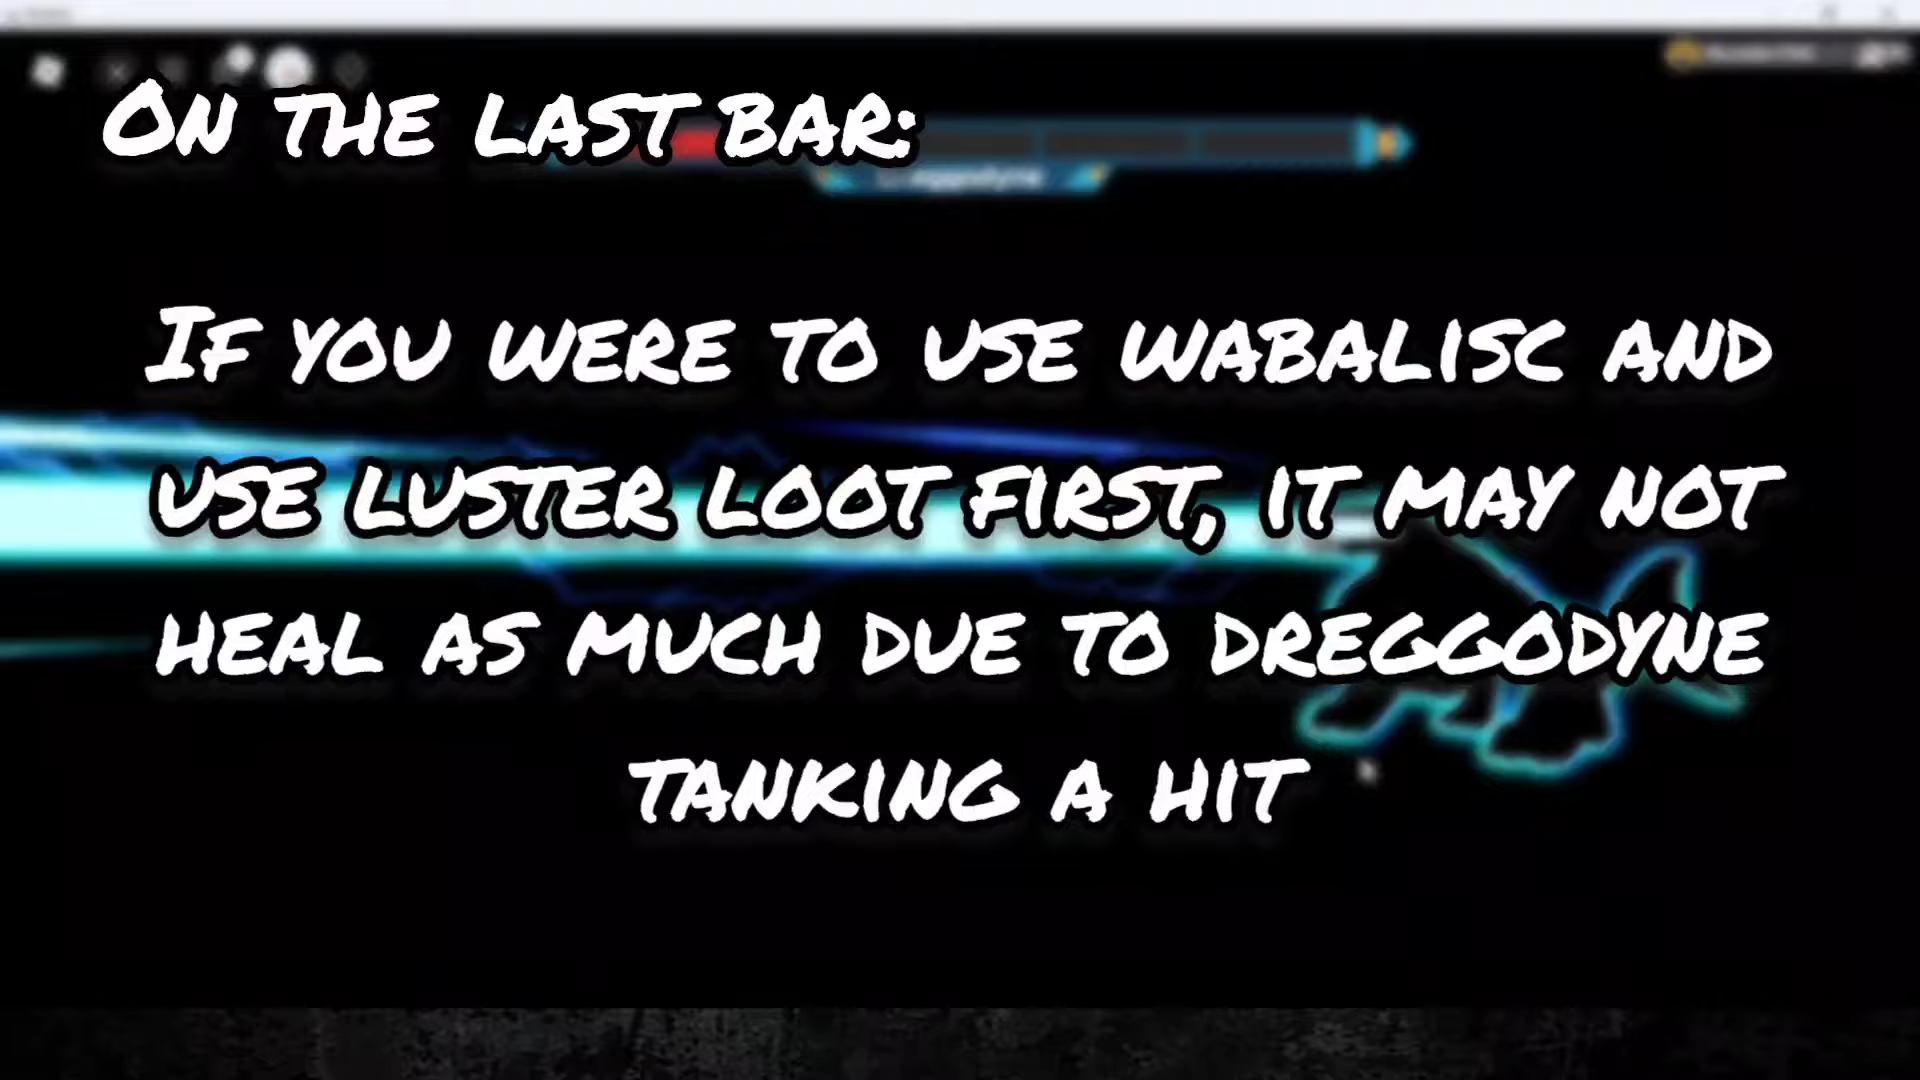 On the last bar:
If you were to use wabalisc and
use luster loot first, it may not
heal as much due to dreggodyne
tanking a hit